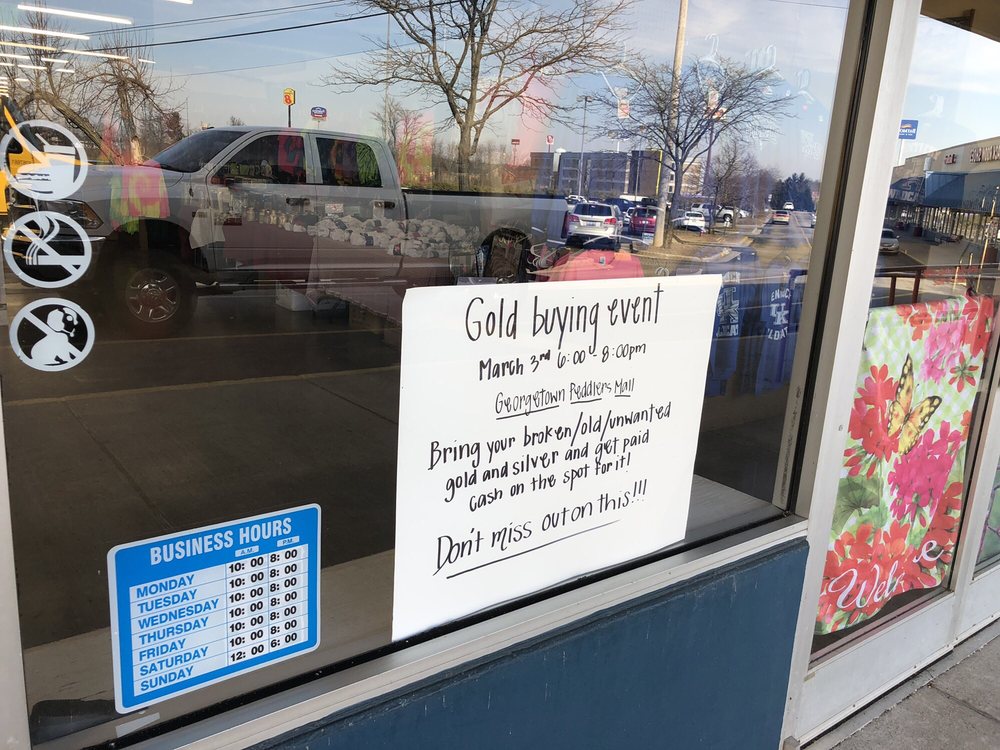 Gold buying event
March 3rd 6:00 - 8:00pm
Georgetown Peddlers Mall
Bring your broken/old/unwanted
gold and silver and get paid
cash on the spot for it!
Don't miss out on this!!!
BUSINESS HOURS
A.M. P.M.
MONDAY 10:00 8:00
TUESDAY 10:00 8:00
WEDNESDAY 10:00 8:00
THURSDAY 10:00 8:00
FRIDAY 10:00 8:00
SATURDAY 10:00 8:00
SUNDAY 12:00 6:00